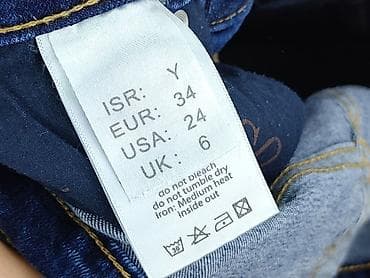 ISR: Y
EUR: 34
USA: 24
UK: 6
do not bleach
do not tumble dry
Iron: Medium heat
Inside out